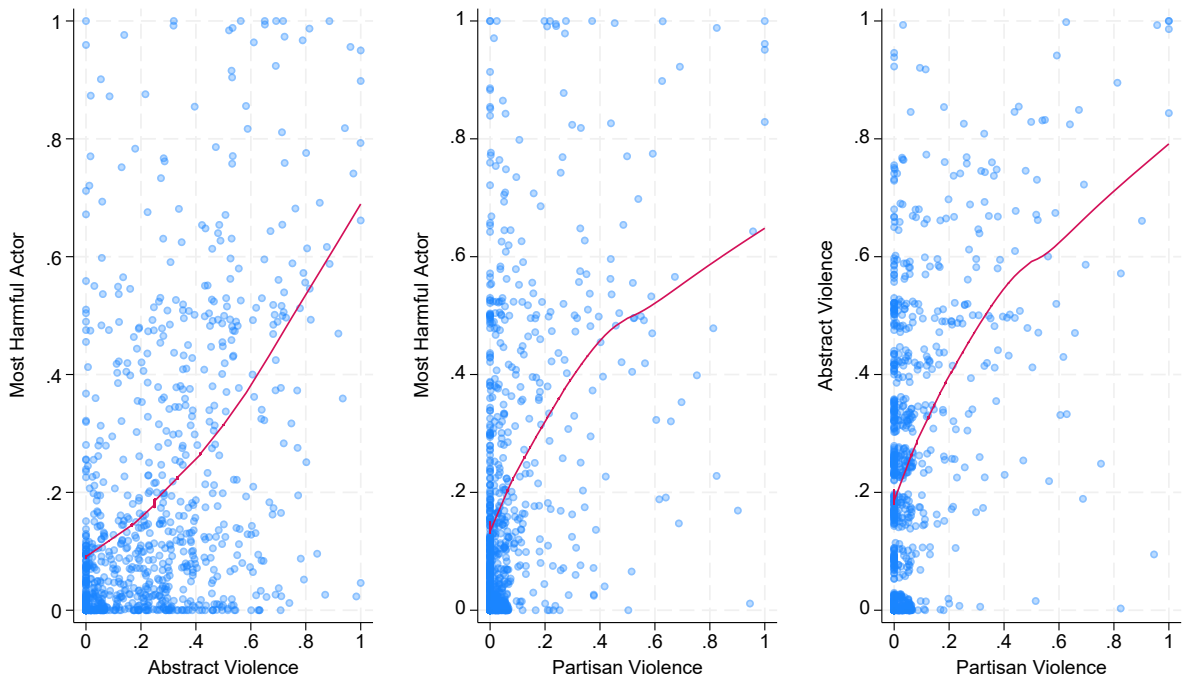 Most Harmful Actor
1
.8
.6
.4
.2
0
0 .2 .4 .6 .8 1
Abstract Violence
Most Harmful Actor
1
.8
.6
.4
.2
0
0 .2 .4 .6 .8 1
Partisan Violence
Abstract Violence
1
.8
.6
.4
.2
0
0 .2 .4 .6 .8 1
Partisan Violence